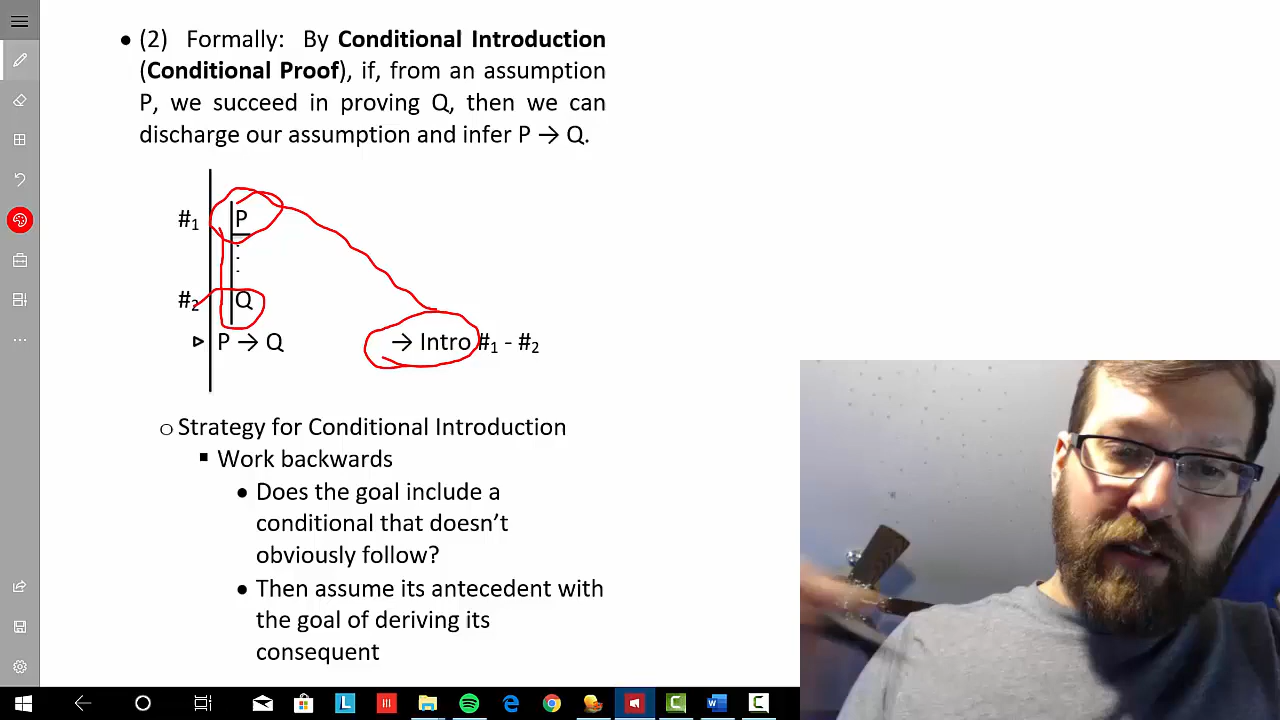 • (2) Formally: By Conditional Introduction
(Conditional Proof), if, from an assumption
P, we succeed in proving Q, then we can
discharge our assumption and infer P → Q.
#1 P
#2 Q
P → Q → Intro #1 - #2
o Strategy for Conditional Introduction
▪ Work backwards
• Does the goal include a
conditional that doesn’t
obviously follow?
• Then assume its antecedent with
the goal of deriving its
consequent